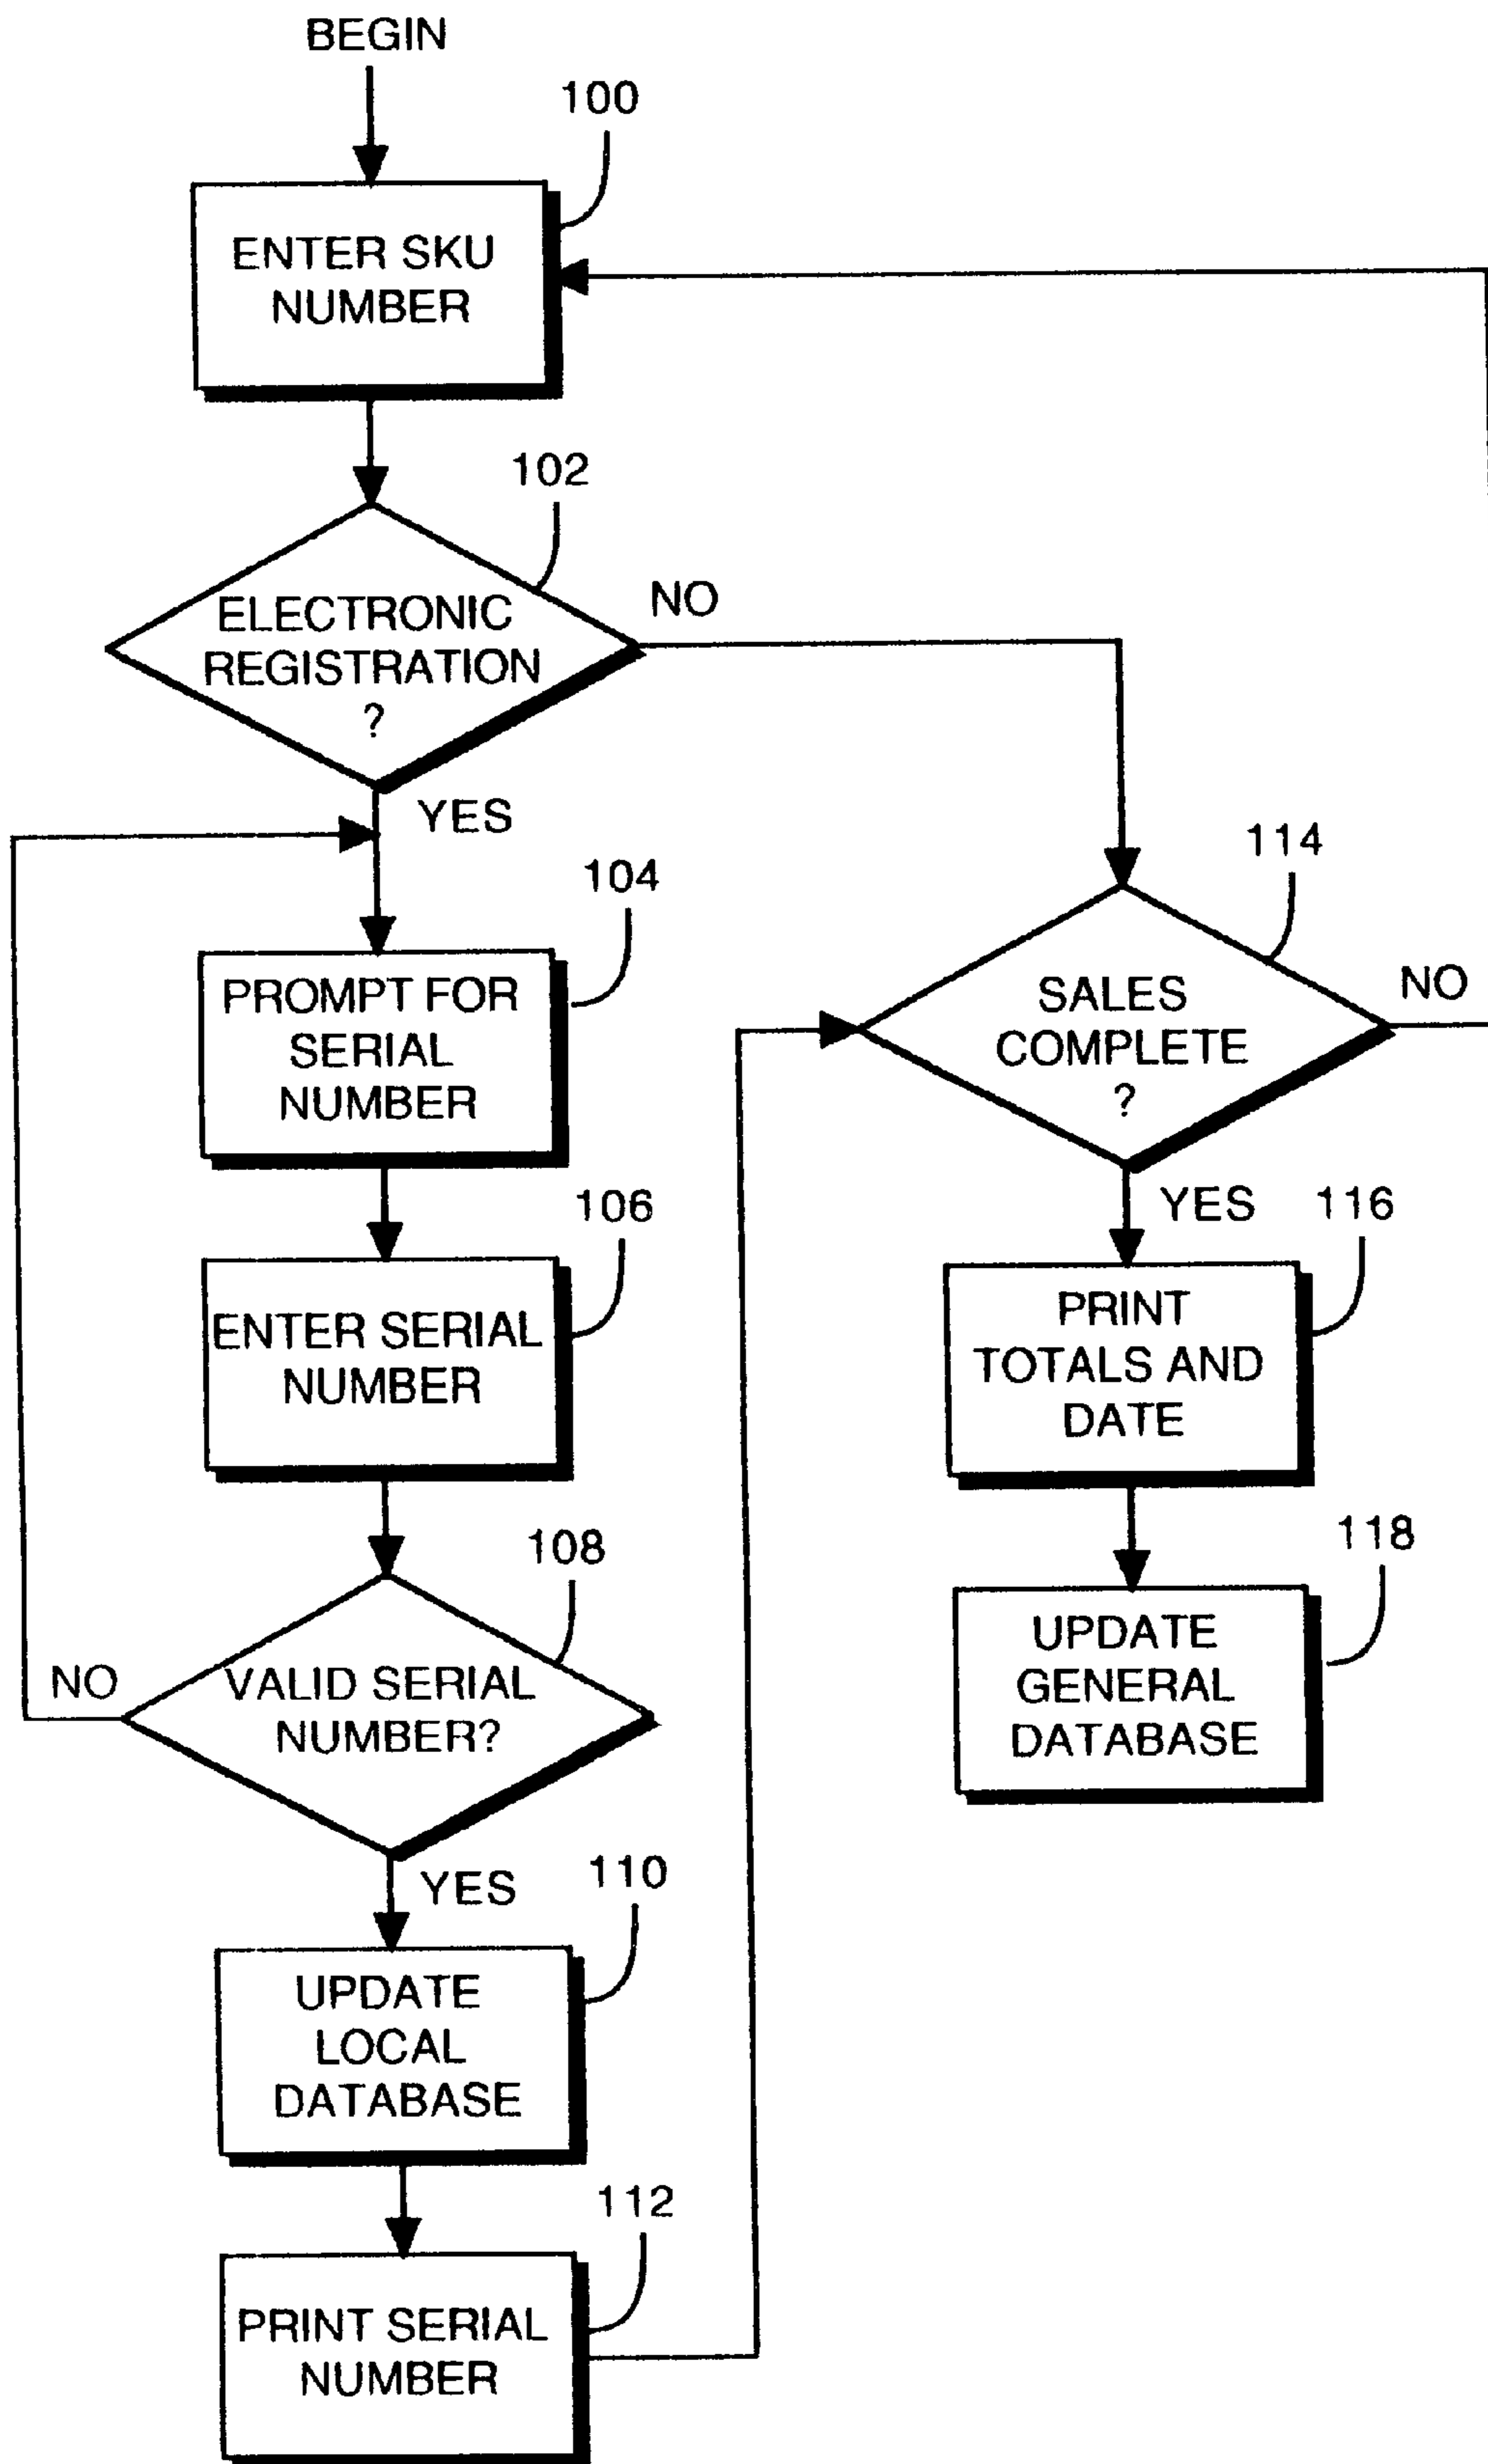 BEGIN
100
ENTER SKU
NUMBER
102
ELECTRONIC
REGISTRATION
?
NO
YES
104
PROMPT FOR
SERIAL
NUMBER
106
ENTER SERIAL
NUMBER
108
VALID SERIAL
NUMBER?
NO
YES
110
UPDATE
LOCAL
DATABASE
112
PRINT SERIAL
NUMBER
114
SALES
COMPLETE
?
NO
YES
116
PRINT
TOTALS AND
DATE
118
UPDATE
GENERAL
DATABASE